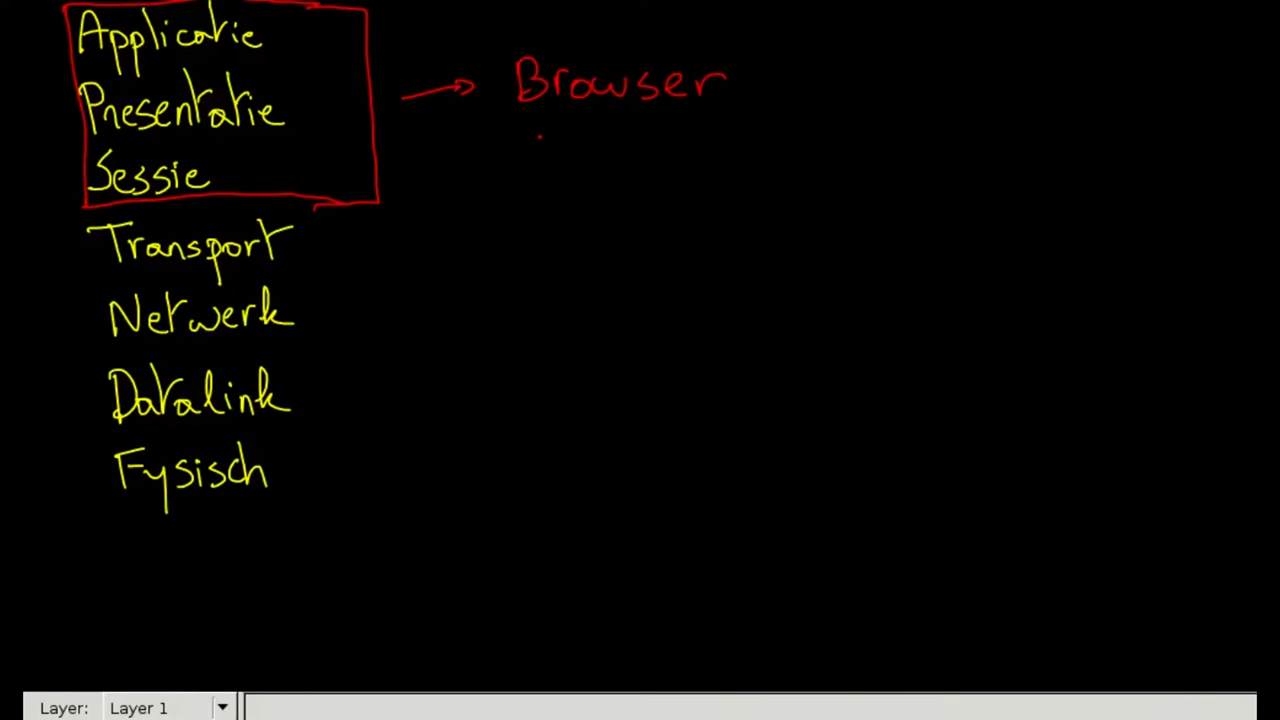 Applicatie
Browser
Presentatie
Sessie
Transport
Netwerk
Datalink
Fysisch
Layer: Layer 1